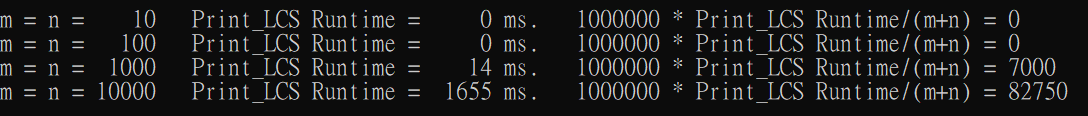 m = n =    10   Print_LCS Runtime =     0 ms.   1000000 * Print_LCS Runtime/(m+n) = 0
m = n =   100   Print_LCS Runtime =     0 ms.   1000000 * Print_LCS Runtime/(m+n) = 0
m = n =  1000   Print_LCS Runtime =    14 ms.   1000000 * Print_LCS Runtime/(m+n) = 7000
m = n = 10000   Print_LCS Runtime =  1655 ms.   1000000 * Print_LCS Runtime/(m+n) = 82750